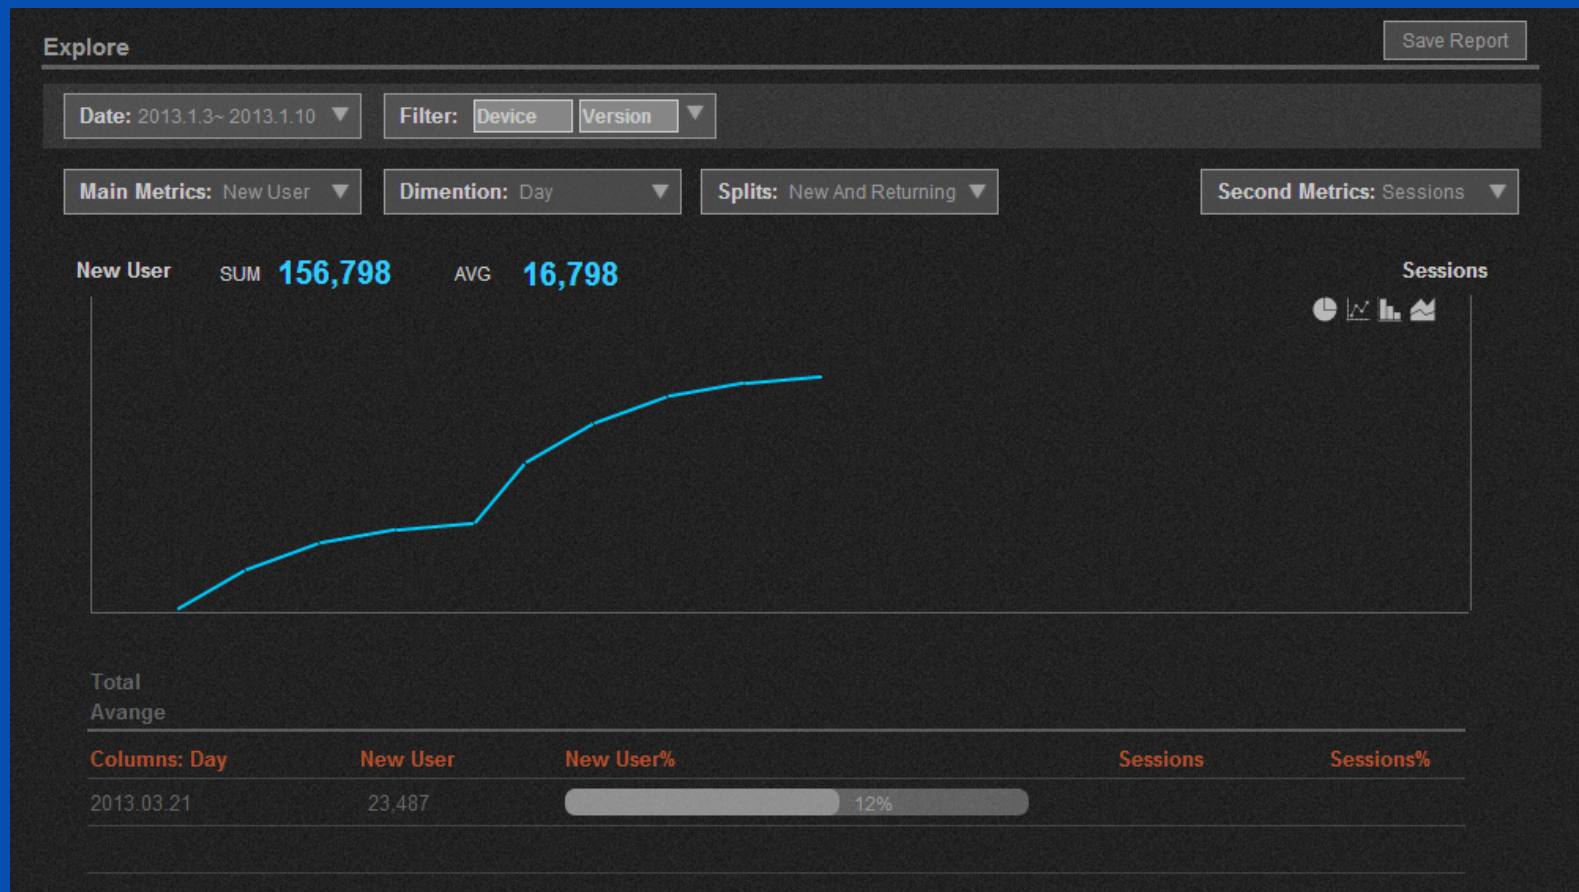 Explore Save Report
Date: 2013.1.3~ 2013.1.10 Filter: Device Version
Main Metrics: New User Dimention: Day Splits: New And Returning Second Metrics: Sessions
New User SUM 156,798 AVG 16,798 Sessions
Total
Avange
Columns: Day New User New User% Sessions Sessions%
2013.03.21 23,487 12%